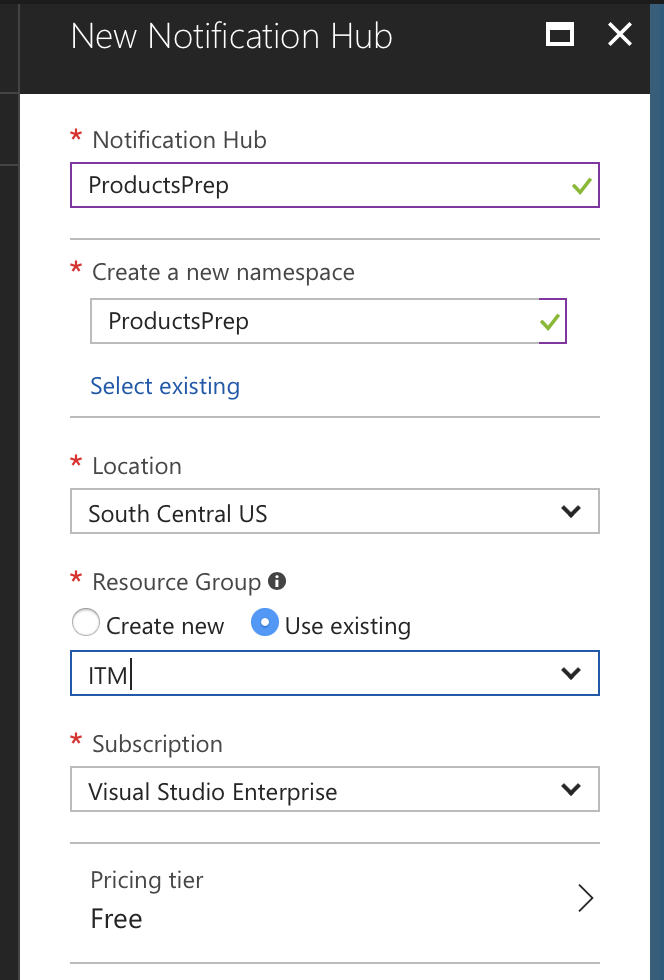 New Notification Hub
* Notification Hub
ProductsPrep
* Create a new namespace
ProductsPrep
Select existing
* Location
South Central US
* Resource Group
Create new Use existing
ITM
* Subscription
Visual Studio Enterprise
Pricing tier
Free